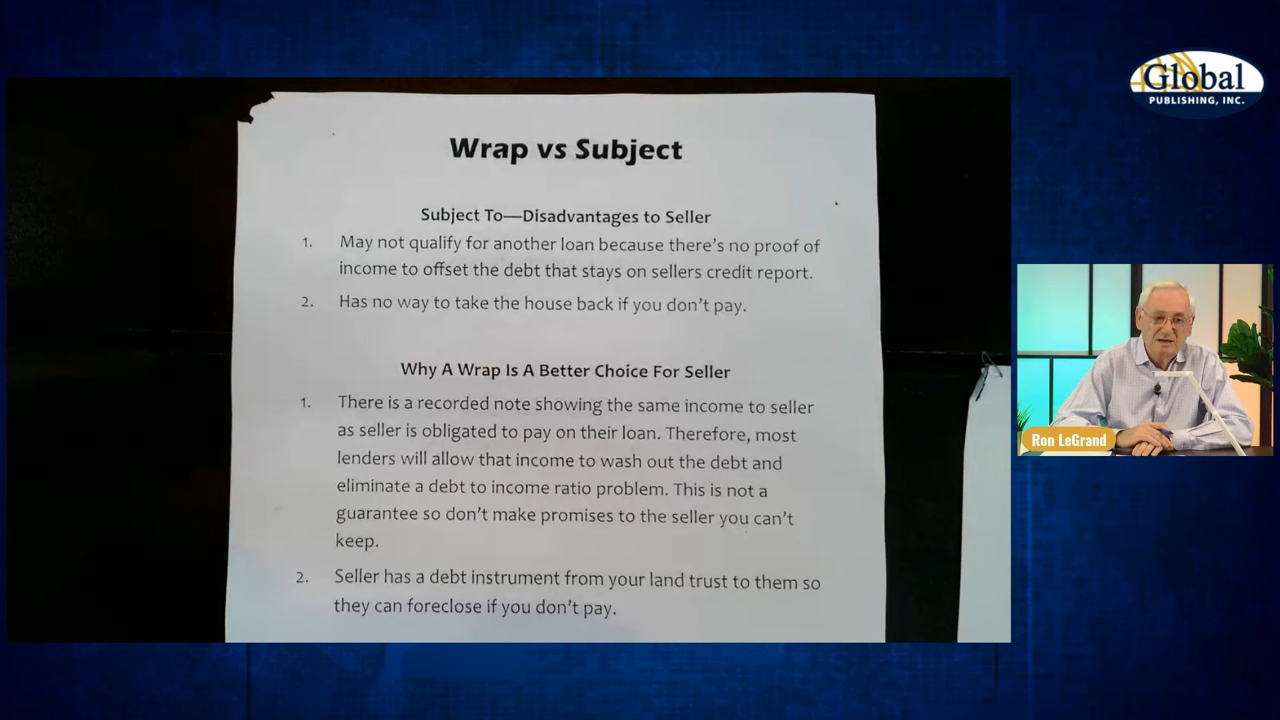 Wrap vs Subject
Subject To—Disadvantages to Seller
1. May not qualify for another loan because there's no proof of
income to offset the debt that stays on sellers credit report.
2. Has no way to take the house back if you don't pay.
Why A Wrap Is A Better Choice For Seller
1. There is a recorded note showing the same income to seller
as seller is obligated to pay on their loan. Therefore, most
lenders will allow that income to wash out the debt and
eliminate a debt to income ratio problem. This is not a
guarantee so don't make promises to the seller you can't
keep.
2. Seller has a debt instrument from your land trust to them so
they can foreclose if you don't pay.
Global
PUBLISHING, INC.
Ron LeGrand